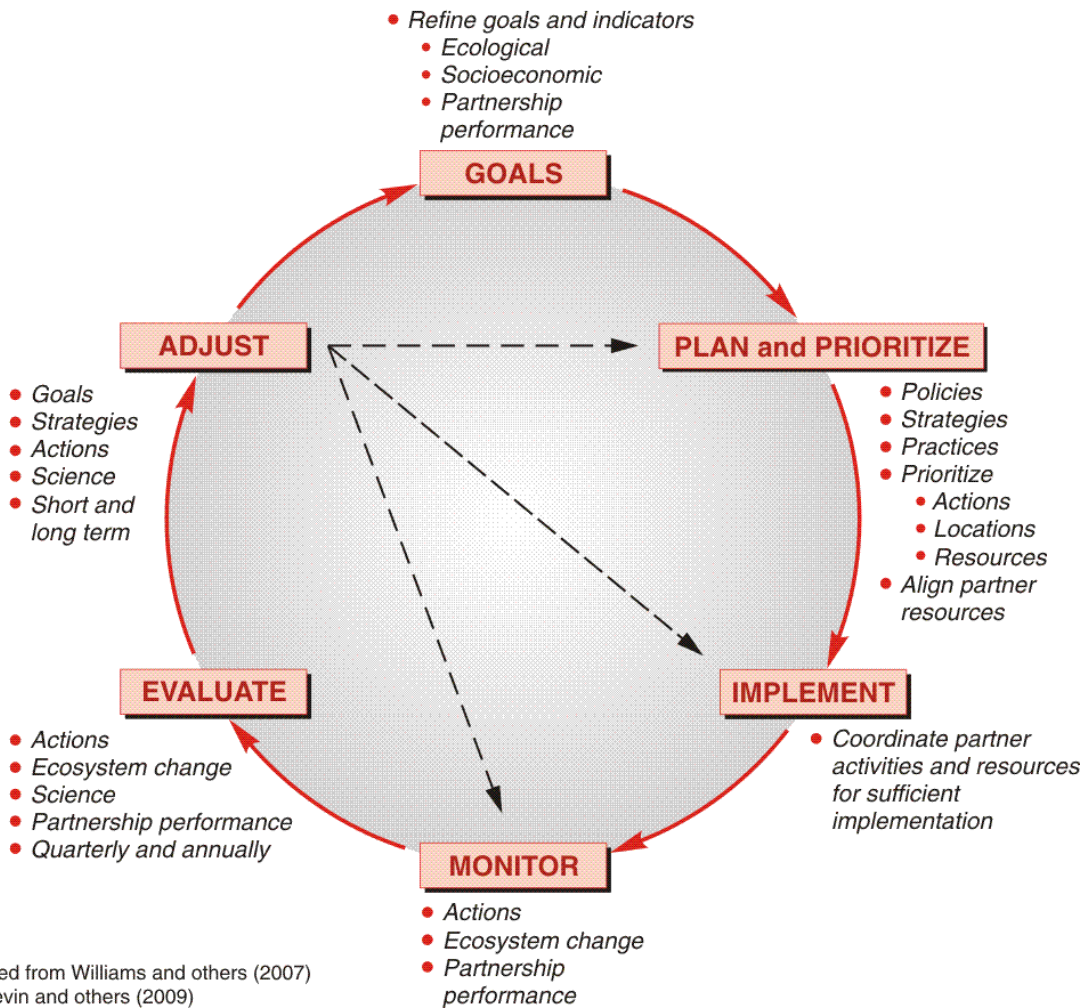 • Refine goals and indicators
• Ecological
• Socioeconomic
• Partnership
performance
GOALS
ADJUST
• Goals
• Strategies
• Actions
• Science
• Short and
long term
PLAN and PRIORITIZE
• Policies
• Strategies
• Practices
• Prioritize
• Actions
• Locations
• Resources
• Align partner
resources
EVALUATE
• Actions
• Ecosystem change
• Science
• Partnership performance
• Quarterly and annually
IMPLEMENT
• Coordinate partner
activities and resources
for sufficient
implementation
MONITOR
• Actions
• Ecosystem change
• Partnership
performance
from Williams and others (2007)
and others (2009)